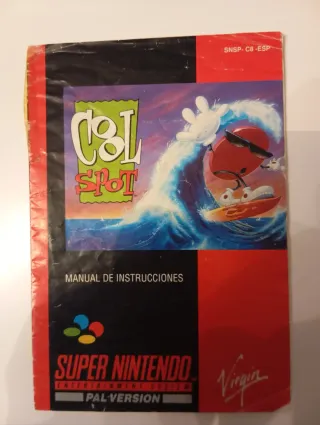 SNSP- C8 -ESP
COOL
SPOT
MANUAL DE INSTRUCCIONES
SUPER NINTENDO
ENTERTAINMENT SYSTEM
PAL VERSION
Virgin